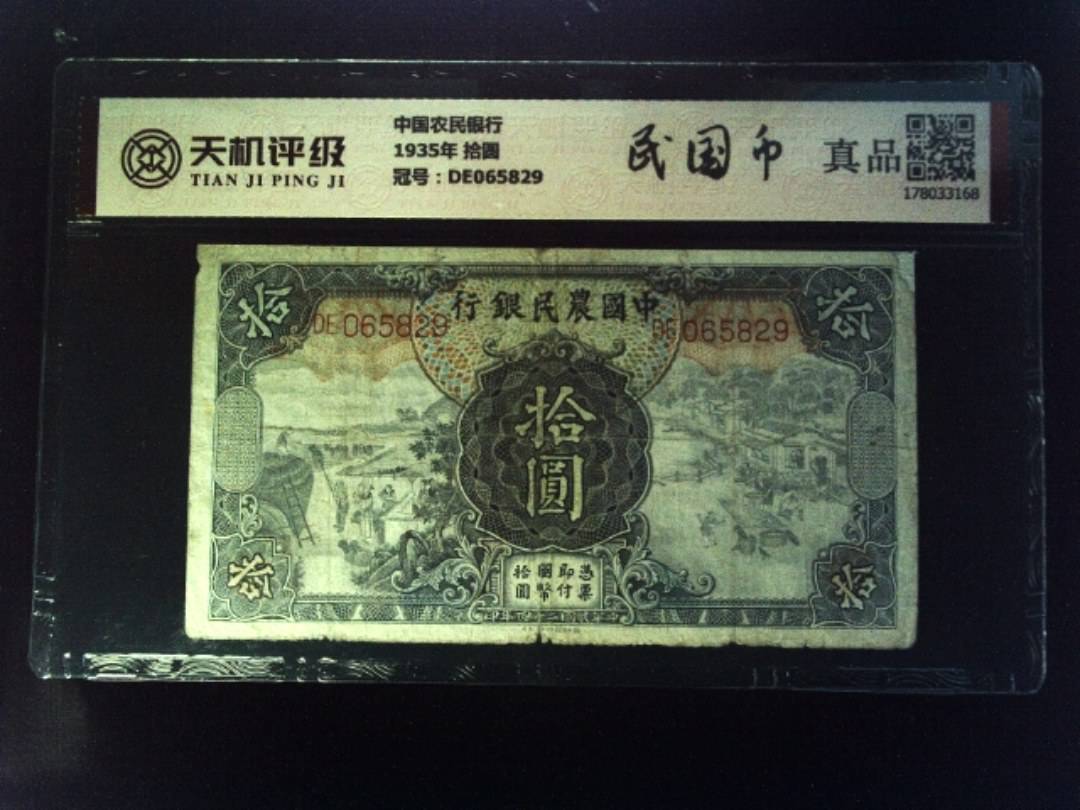 天机评级
TIAN JI PING JI
中国农民银行
1935年 拾圆
冠号：DE065829
民国币
真品
178033168
行銀民農國中
拾
拾
DE065829
DE065829
拾
圓
拾國即憑
圓幣付票
拾
拾